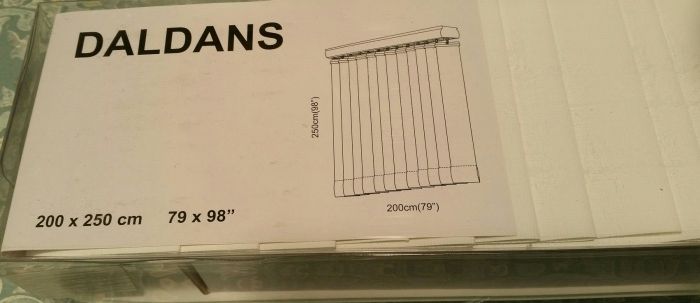 DALDANS
250cm(98")
200cm(79")
200 x 250 cm 79 x 98”